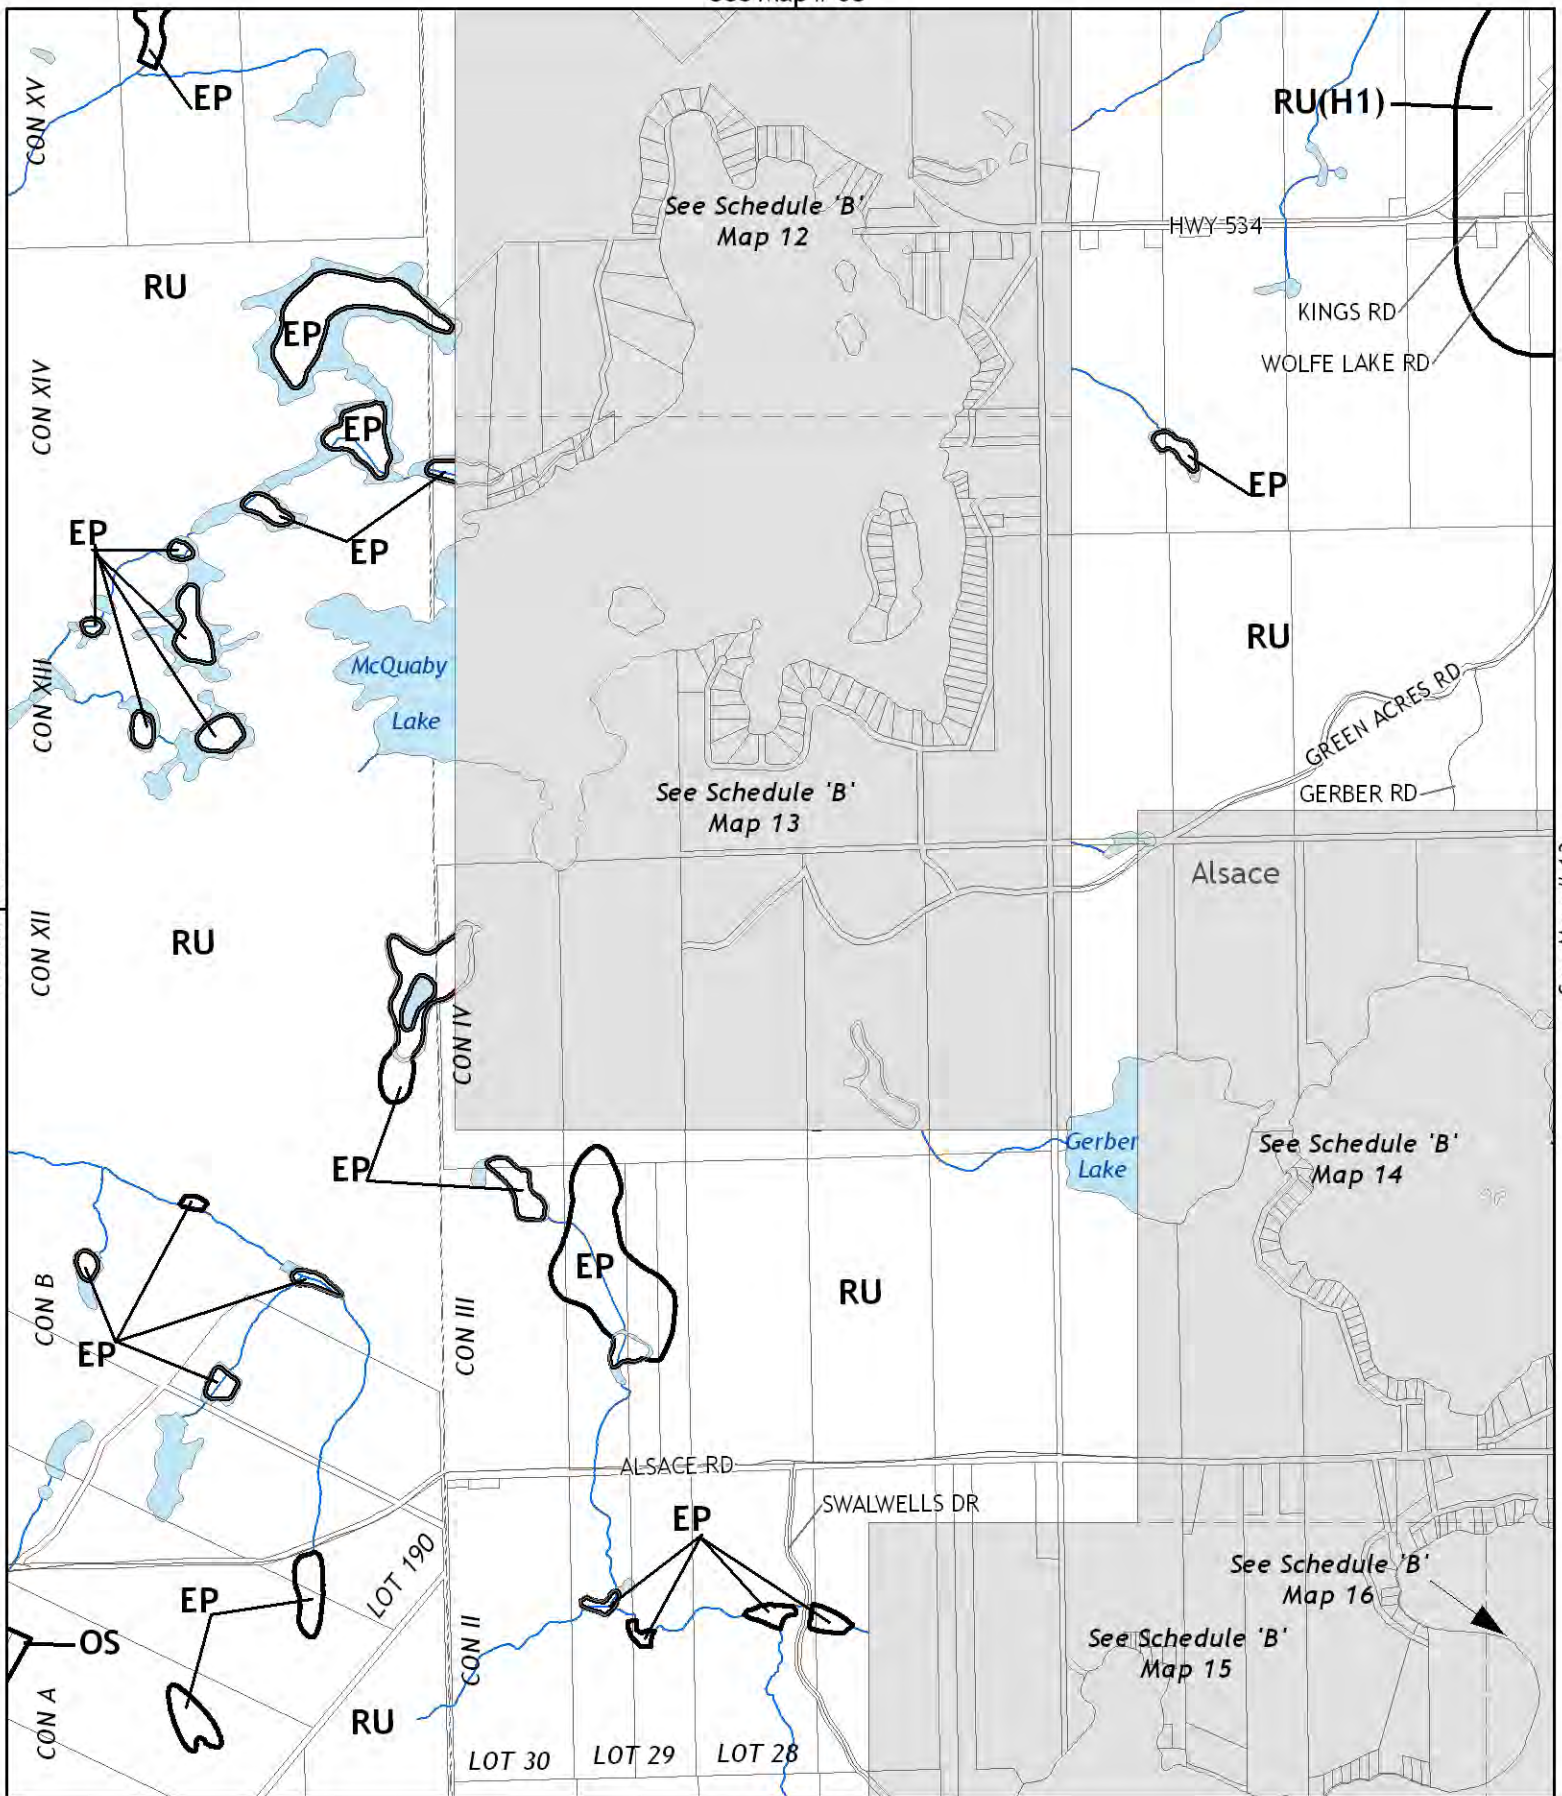 EP
CON XV
RU(H1)
See Schedule 'B'
Map 12
HWY 534
RU
KINGS RD
EP
WOLFE LAKE RD
CON XIV
EP
EP
EP
EP
RU
McQuaby
Lake
CON XIII
GREEN ACRES RD
See Schedule 'B'
Map 13
GERBER RD
Alsace
RU
CON XII
CON IV
Gerber
Lake
See Schedule 'B'
Map 14
EP
EP
RU
CON B
CON III
EP
ALSACE RD
SWALWELLS DR
EP
LOT 190
See Schedule 'B'
Map 16
EP
OS
See Schedule 'B'
Map 15
CON II
CON A
RU
LOT 30
LOT 29
LOT 28